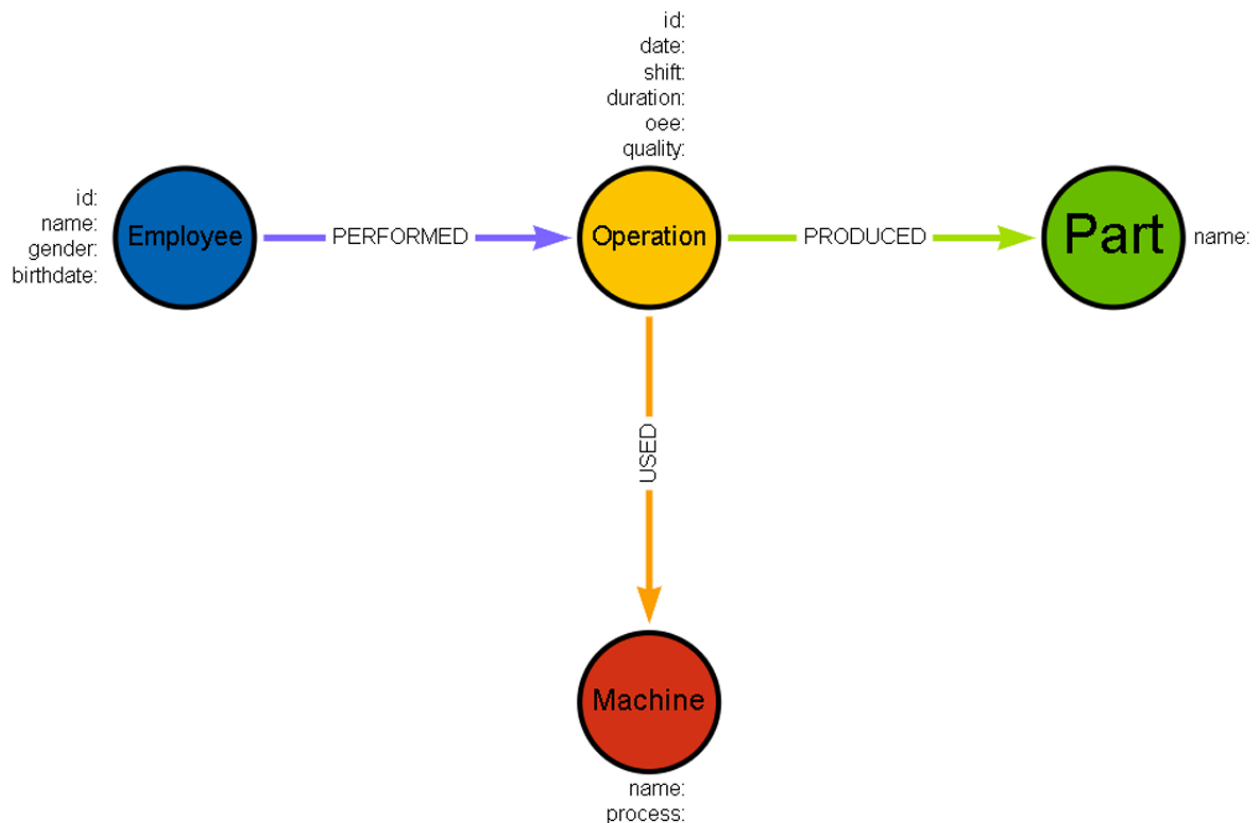 id:
date:
shift:
duration:
oee:
quality:
id:
name:
gender:
birthdate:
Employee
PERFORMED
Operation
PRODUCED
Part
name:
USED
Machine
name:
process: